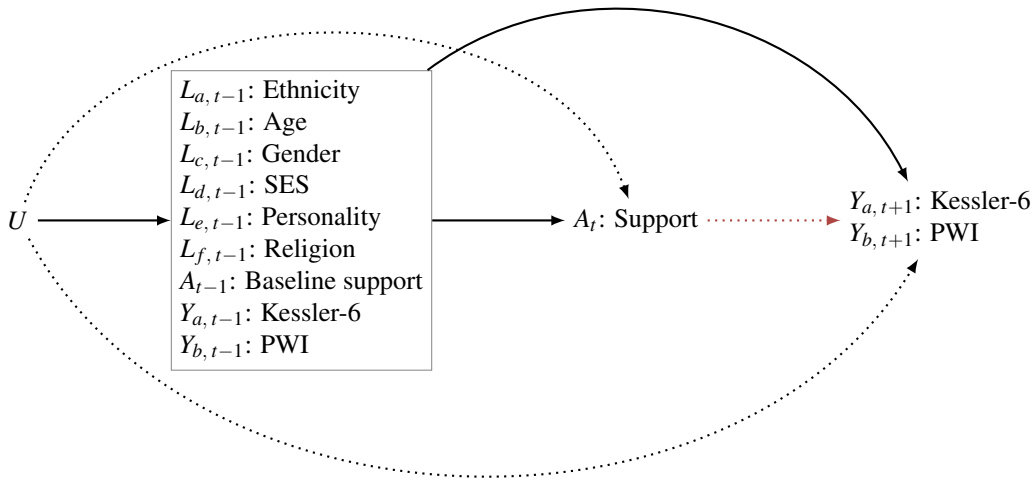 U
L_{a, t−1}: Ethnicity
L_{b, t−1}: Age
L_{c, t−1}: Gender
L_{d, t−1}: SES
L_{e, t−1}: Personality
L_{f, t−1}: Religion
A_{t−1}: Baseline support
Y_{a, t−1}: Kessler-6
Y_{b, t−1}: PWI
A_t: Support
Y_{a, t+1}: Kessler-6
Y_{b, t+1}: PWI